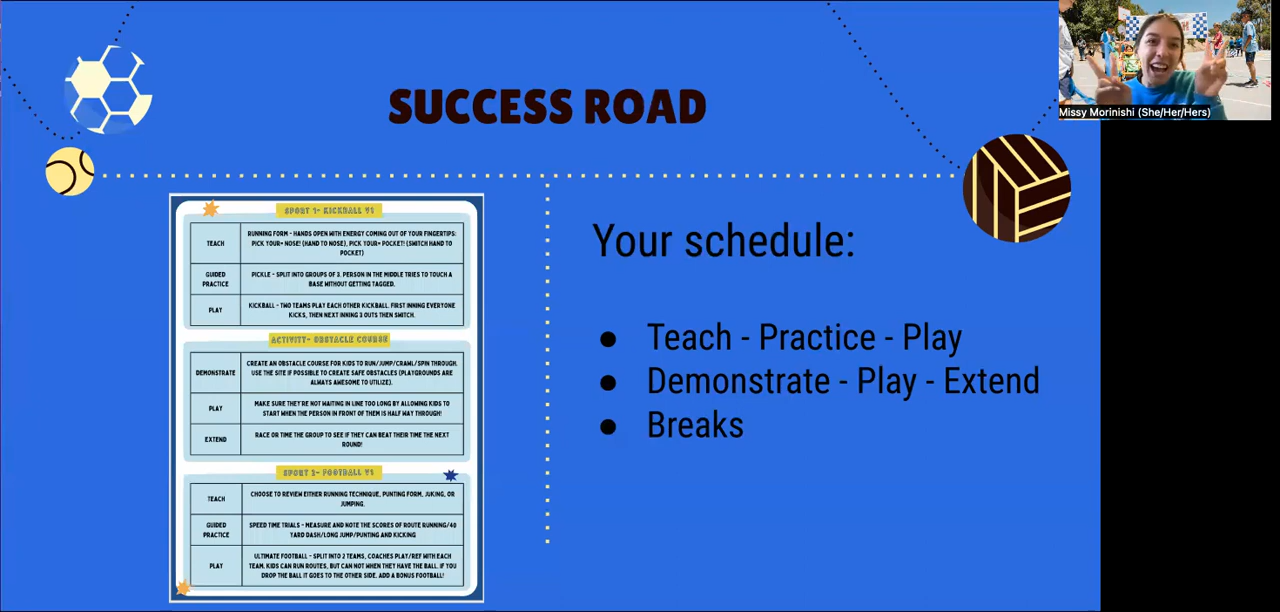 SUCCESS ROAD
Missy Morinishi (She/Her/Hers)
SPORT 1- KICKBALL V1
TEACH
RUNNING FORM - HANDS OPEN WITH ENERGY COMING OUT OF YOUR FINGERTIPS:
PICK YOUR= NOSE! (HAND TO NOSE), PICK YOUR= POCKET! (SWITCH HAND TO
POCKET)
GUIDED
PRACTICE
PICKLE - SPLIT INTO GROUPS OF 3. PERSON IN THE MIDDLE TRIES TO TOUCH A
BASE WITHOUT GETTING TAGGED.
PLAY
KICKBALL - TWO TEAMS PLAY EACH OTHER KICKBALL. FIRST INNING EVERYONE
KICKS, THEN NEXT INNING 3 OUTS THEN SWITCH.
ACTIVITY- OBSTACLE COURSE
DEMONSTRATE
CREATE AN OBSTACLE COURSE FOR KIDS TO RUN/JUMP/CRAWL/SPIN THROUGH.
USE THE SITE IF POSSIBLE TO CREATE SAFE OBSTACLES (PLAYGROUNDS ARE
ALWAYS AWESOME TO UTILIZE).
PLAY
MAKE SURE THEY'RE NOT WAITING IN LINE TOO LONG BY ALLOWING KIDS TO
START WHEN THE PERSON IN FRONT OF THEM IS HALF WAY THROUGH!
EXTEND
RACE OR TIME THE GROUP TO SEE IF THEY CAN BEAT THEIR TIME THE NEXT
ROUND!
SPORT 2- FOOTBALL V1
TEACH
CHOOSE TO REVIEW EITHER RUNNING TECHNIQUE, PUNTING FORM, JUKING, OR
JUMPING.
GUIDED
PRACTICE
SPEED TIME TRIALS - MEASURE AND NOTE THE SCORES OF ROUTE RUNNING/40
YARD DASH/LONG JUMP/PUNTING AND KICKING
PLAY
ULTIMATE FOOTBALL - SPLIT INTO 2 TEAMS, COACHES PLAY/REF WITH EACH
TEAM. KIDS CAN RUN ROUTES, BUT CAN NOT WHEN THEY HAVE THE BALL. IF YOU
DROP THE BALL IT GOES TO THE OTHER SIDE. ADD A BONUS FOOTBALL!
Your schedule:
● Teach - Practice - Play
● Demonstrate - Play - Extend
● Breaks